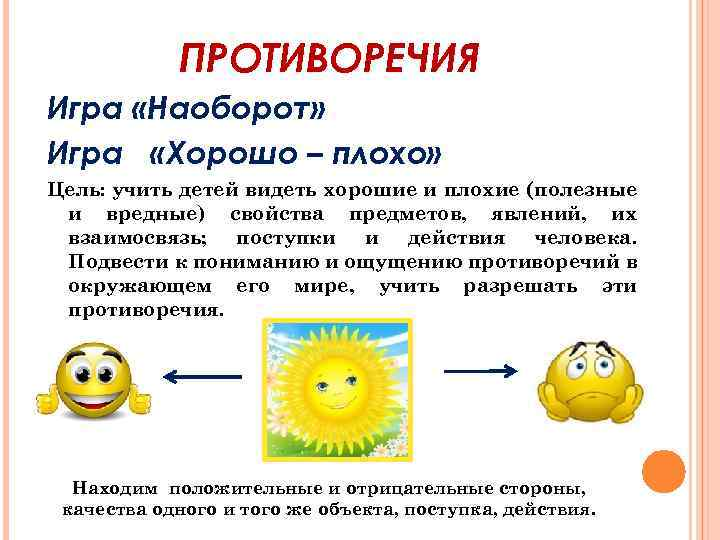 ПРОТИВОРЕЧИЯ
Игра «Наоборот»
Игра «Хорошо – плохо»
Цель: учить детей видеть хорошие и плохие (полезные
и вредные) свойства предметов, явлений, их
взаимосвязь; поступки и действия человека.
Подвести к пониманию и ощущению противоречий в
окружающем его мире, учить разрешать эти
противоречия.
Находим положительные и отрицательные стороны,
качества одного и того же объекта, поступка, действия.